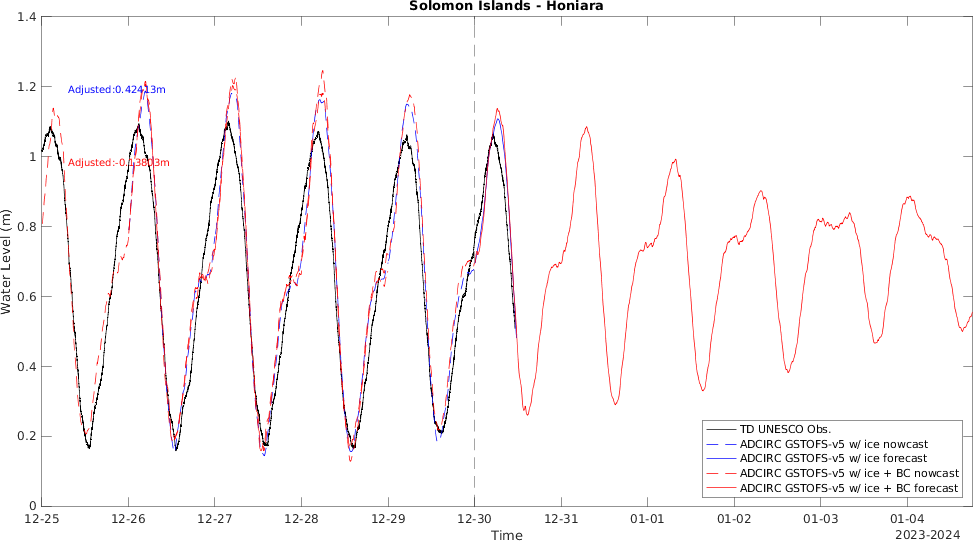 Solomon Islands - Honiara
1.4
1.2
1
0.8
0.6
0.4
0.2
0
Water Level (m)
Adjusted:0.42413m
Adjusted:-0.13803m
TD UNESCO Obs.
ADCIRC GSTOFS-v5 w/ ice nowcast
ADCIRC GSTOFS-v5 w/ ice forecast
ADCIRC GSTOFS-v5 w/ ice + BC nowcast
ADCIRC GSTOFS-v5 w/ ice + BC forecast
12-25 12-26 12-27 12-28 12-29 12-30 12-31 01-01 01-02 01-03 01-04
Time
2023-2024